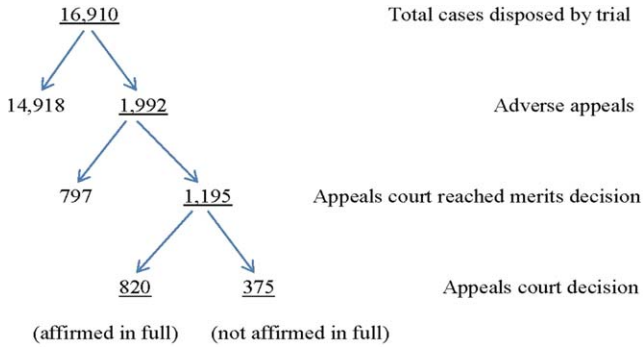 16,910 Total cases disposed by trial
14,918 1,992 Adverse appeals
797 1,195 Appeals court reached merits decision
820 375 Appeals court decision
(affirmed in full) (not affirmed in full)